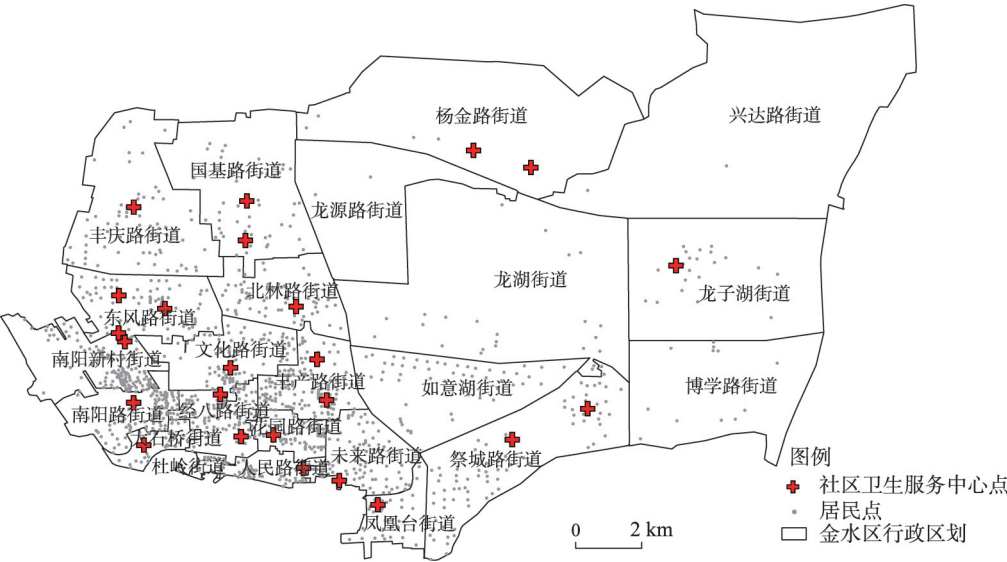 杨金路街道
兴达路街道
国基路街道
龙源路街道
丰庆路街道
龙湖街道
北林路街道
龙子湖街道
东风路街道
文化路街道
南阳新村街道
丰产路街道
如意湖街道
博学路街道
南阳路街道
经八路街道
花园路街道
大石桥街道
未来路街道
祭城路街道
杜岭街道
人民路街道
凤凰台街道
图例
社区卫生服务中心点
居民点
金水区行政区划
0 2 km